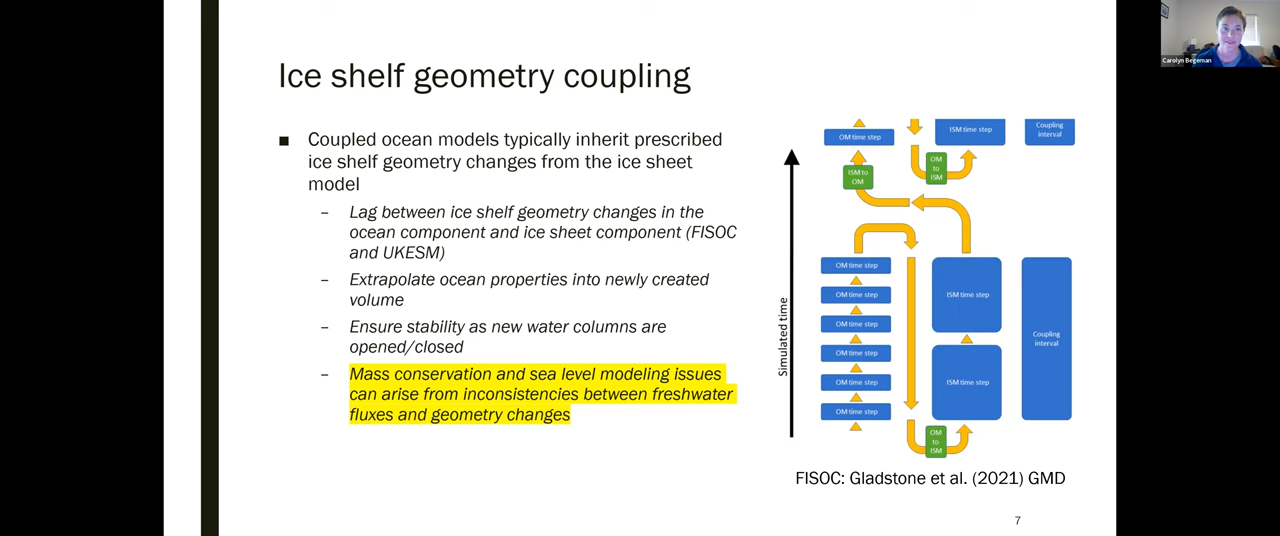 Ice shelf geometry coupling
■ Coupled ocean models typically inherit prescribed
ice shelf geometry changes from the ice sheet
model
– Lag between ice shelf geometry changes in the
ocean component and ice sheet component (FISOC
and UKESM)
– Extrapolate ocean properties into newly created
volume
– Ensure stability as new water columns are
opened/closed
– Mass conservation and sea level modeling issues
can arise from inconsistencies between freshwater
fluxes and geometry changes
Simulated time
OM time step
ISM time step
Coupling
interval
ISM to
OM
OM
to
ISM
OM time step
OM time step
OM time step
OM time step
OM time step
OM time step
ISM time step
ISM time step
Coupling
interval
OM
to
ISM
FISOC: Gladstone et al. (2021) GMD
7
Carolyn Begeman